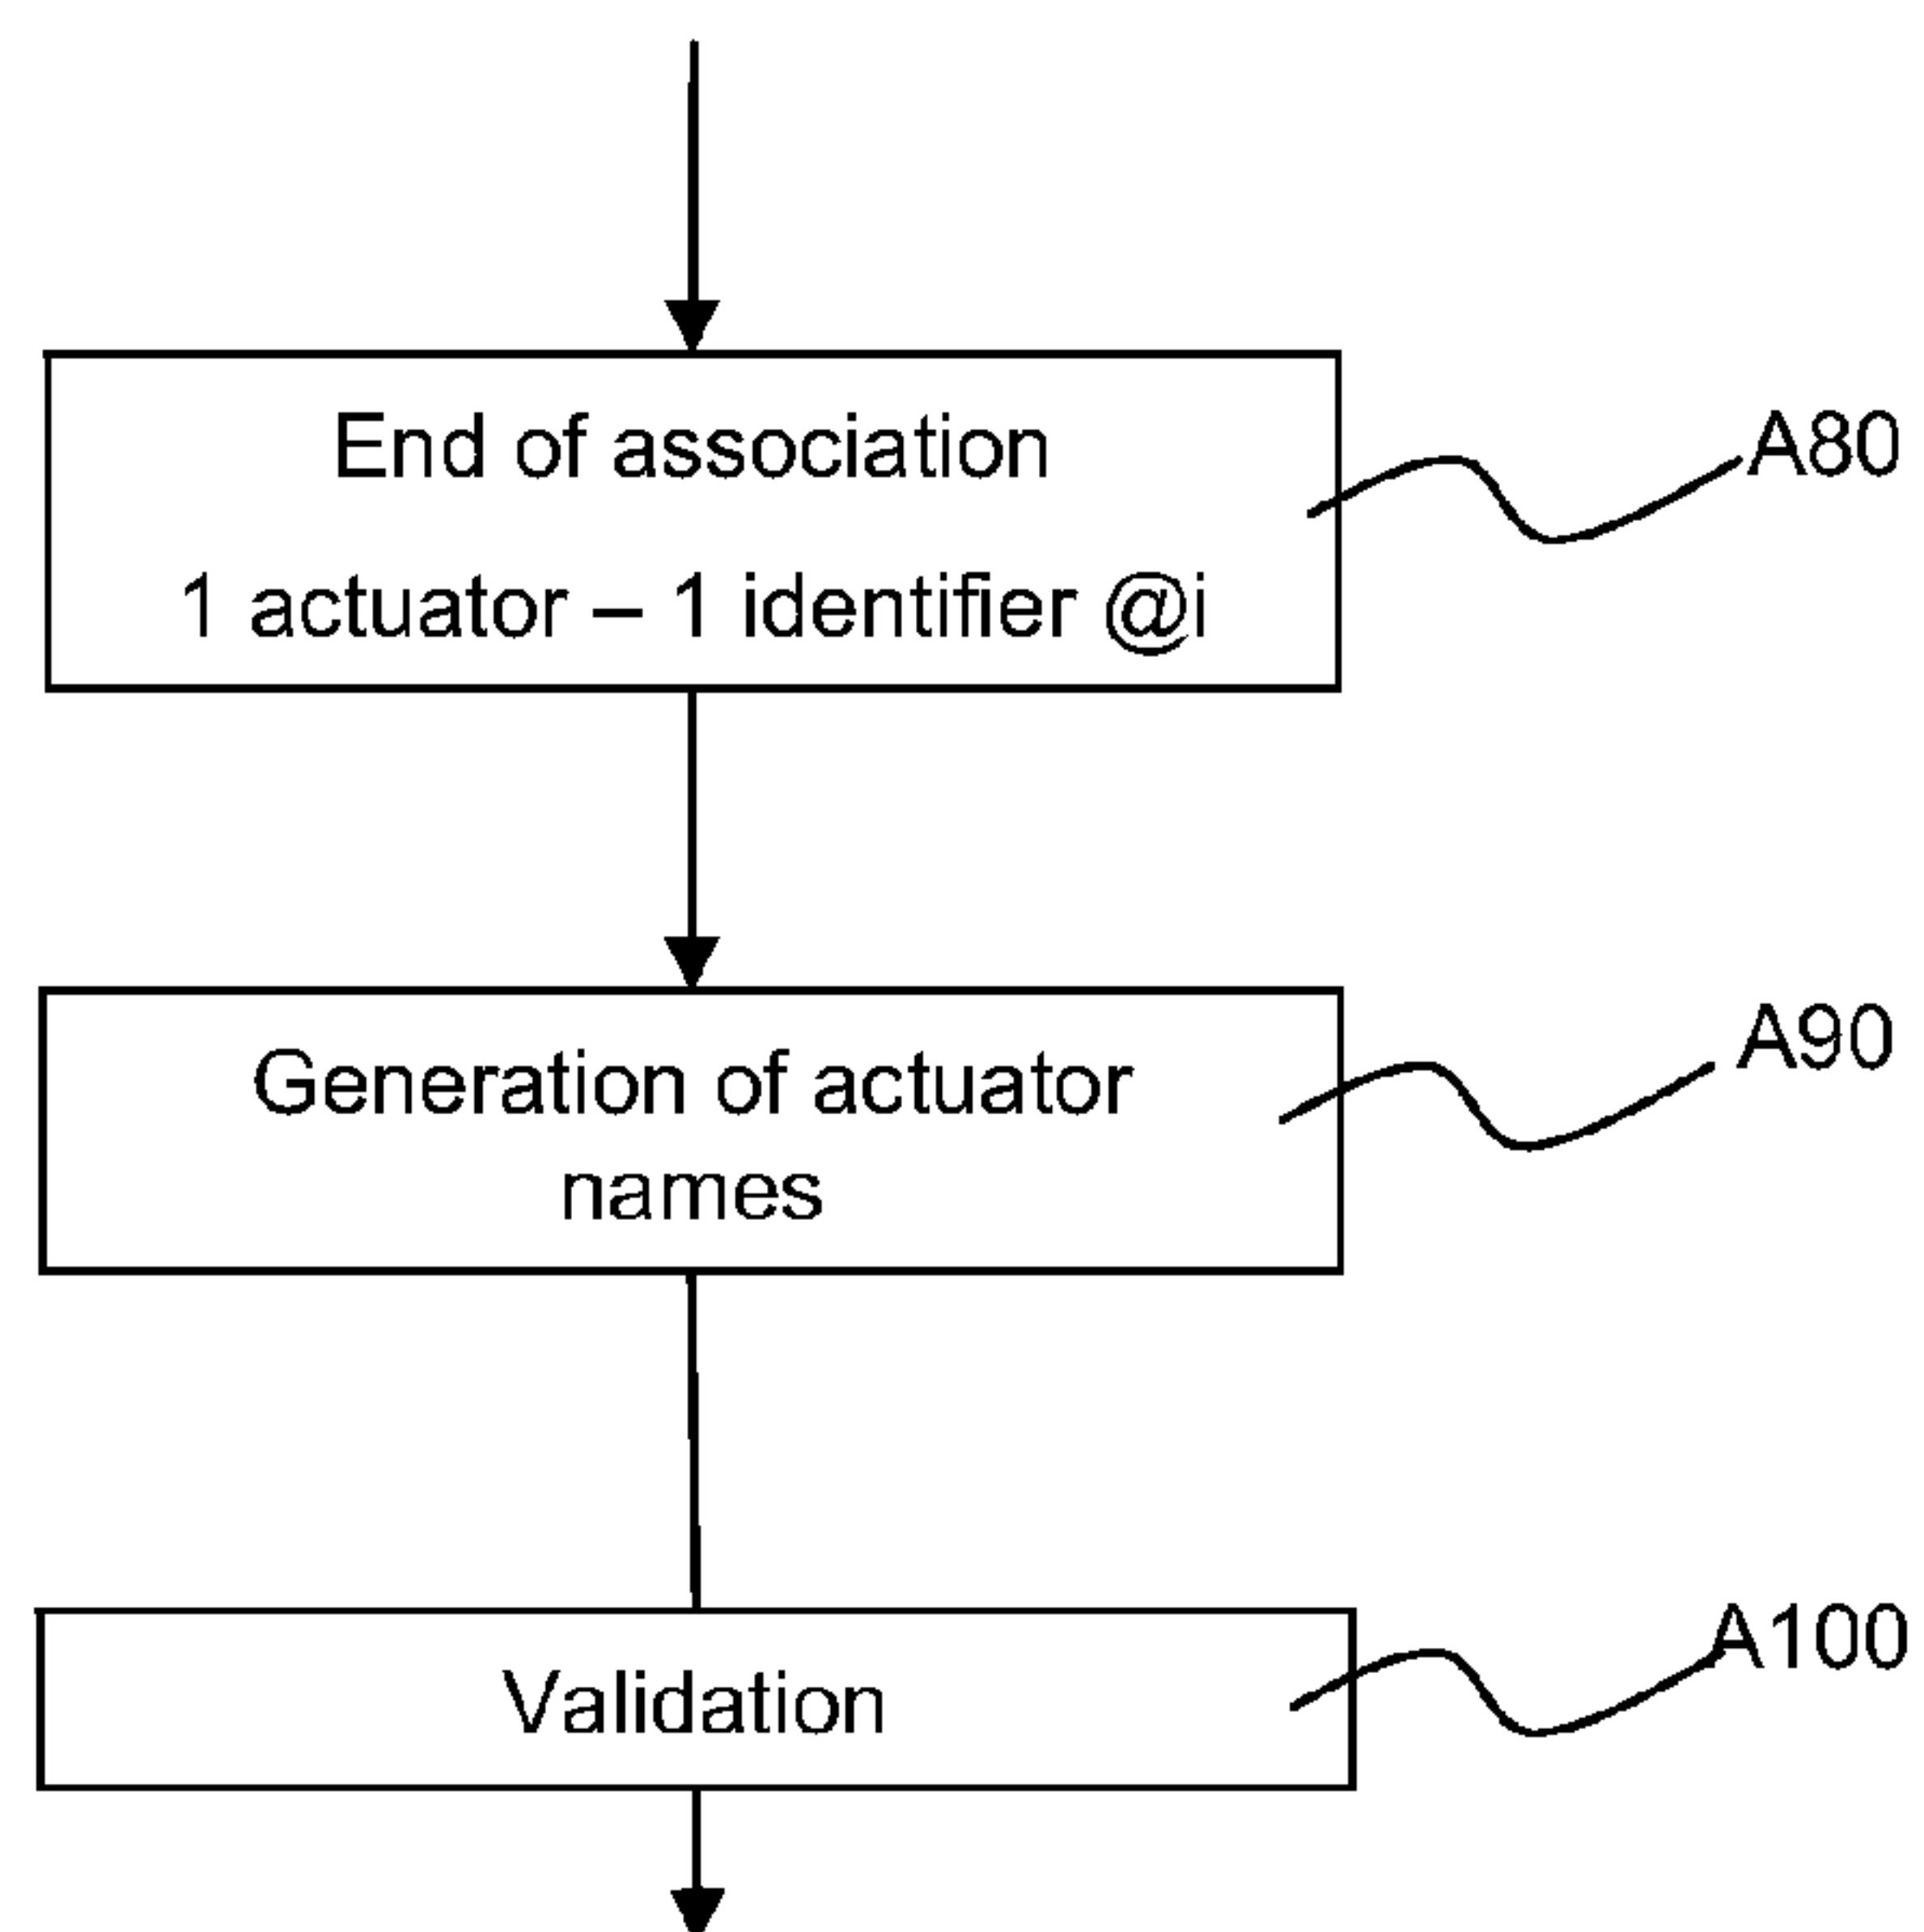 End of association
A80
1 actuator – 1 identifier @i
A90
Generation of actuator
names
A100
Validation